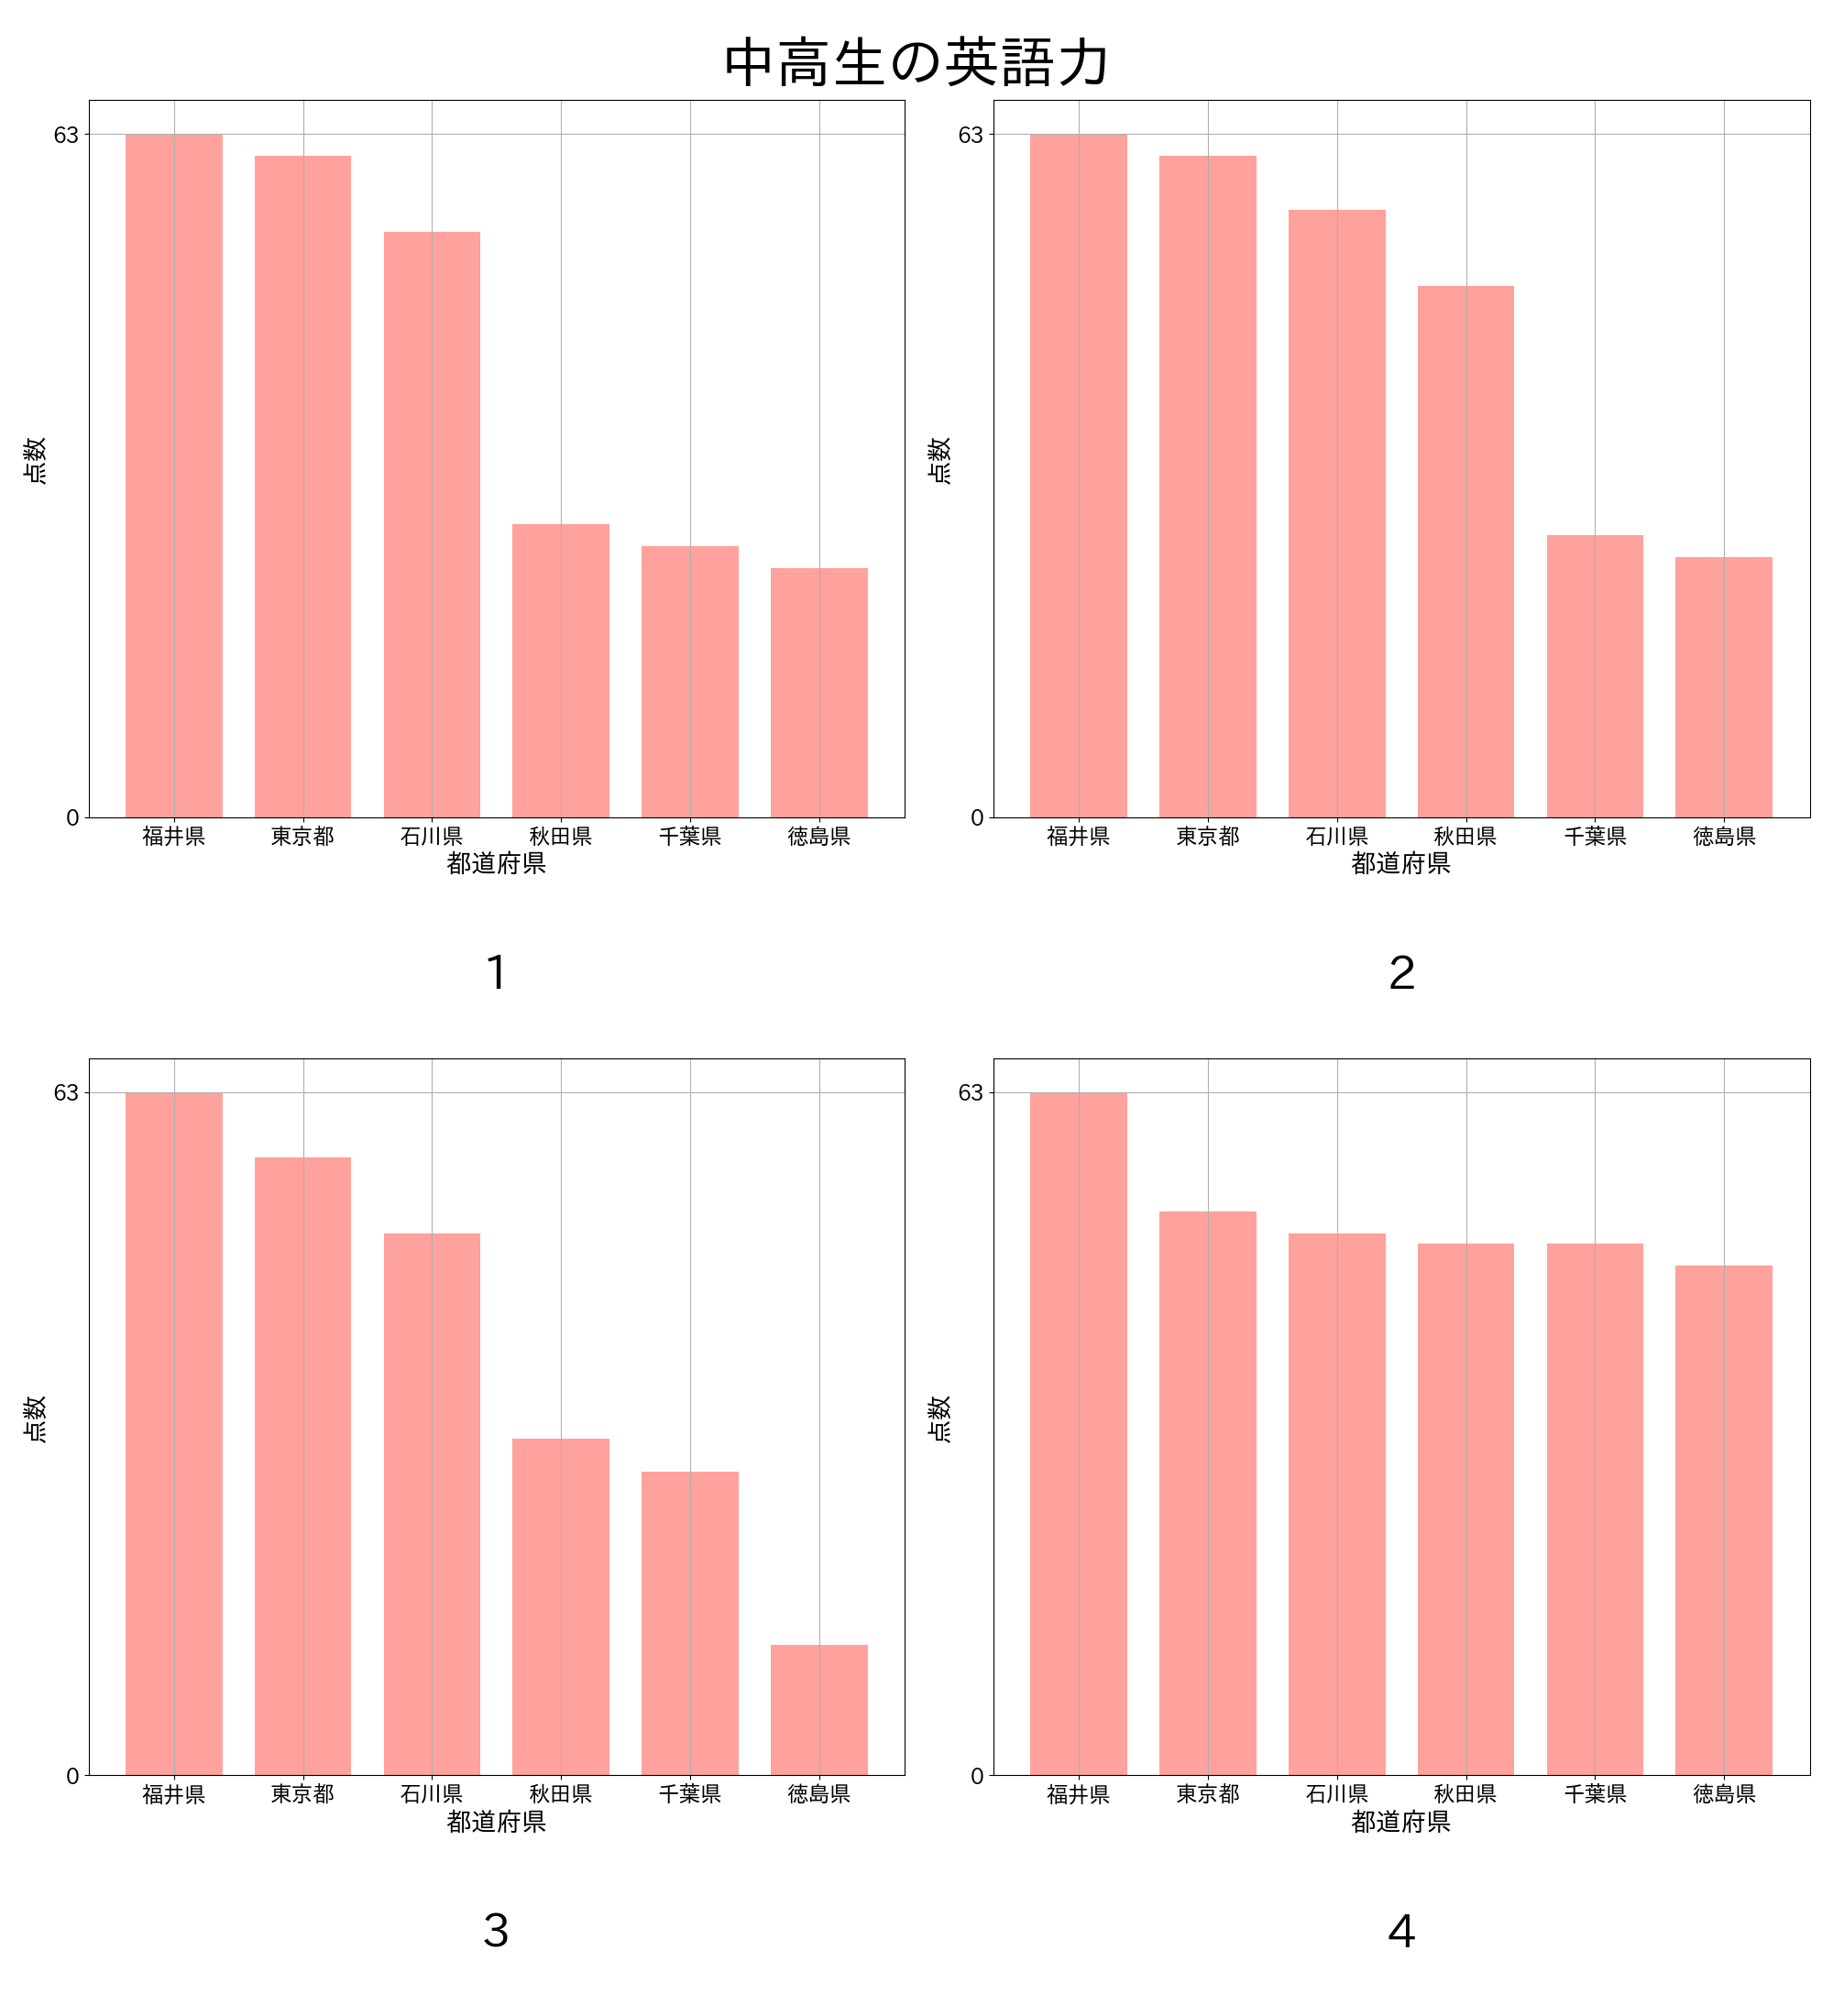 中高生の英語力
63
点数
0
福井県 東京都 石川県 秋田県 千葉県 徳島県
都道府県
1
63
点数
0
福井県 東京都 石川県 秋田県 千葉県 徳島県
都道府県
2
63
点数
0
福井県 東京都 石川県 秋田県 千葉県 徳島県
都道府県
3
63
点数
0
福井県 東京都 石川県 秋田県 千葉県 徳島県
都道府県
4